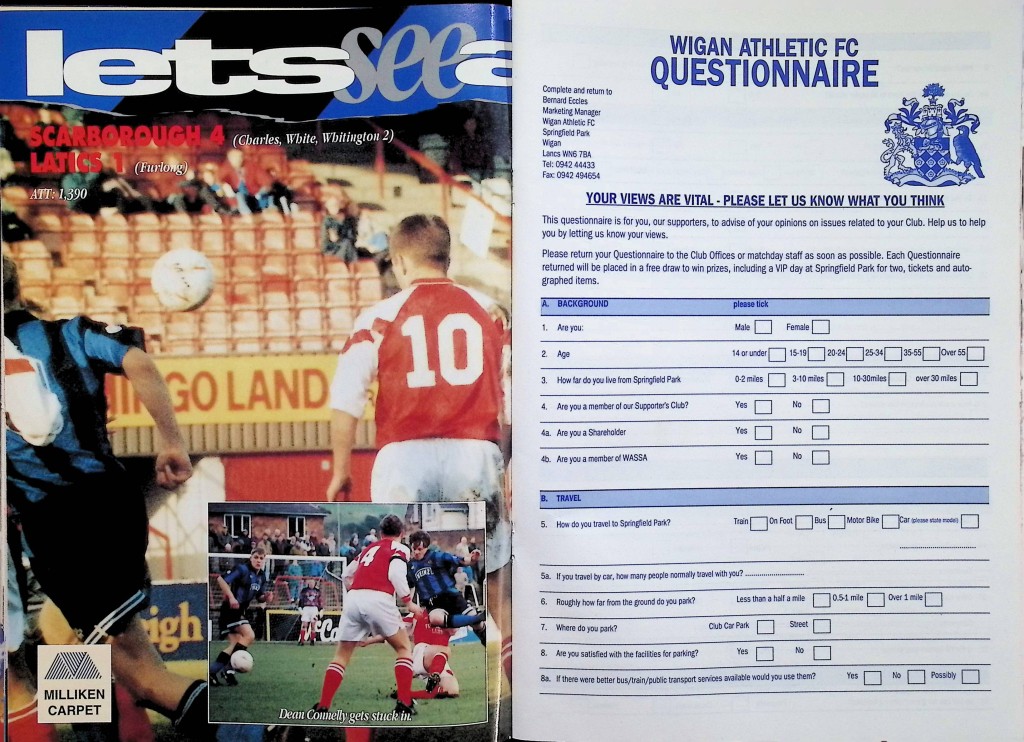 lets see a
SCARBOROUGH 4 (Charles, White, Whitington 2)
LATICS 1 (Furlong)
ATT: 1,390
10
NGO LAND
4
igh
MILLIKEN
CARPET
Dean Connelly gets stuck in.
WIGAN ATHLETIC FC
QUESTIONNAIRE
Complete and return to
Bernard Eccles
Marketing Manager
Wigan Athletic FC
Springfield Park
Wigan
Lancs WN6 7BA
Tel: 0942 44433
Fax: 0942 494654
YOUR VIEWS ARE VITAL - PLEASE LET US KNOW WHAT YOU THINK
This questionnaire is for you, our supporters, to advise of your opinions on issues related to your Club. Help us to help
you by letting us know your views.
Please return your Questionnaire to the Club Offices or matchday staff as soon as possible. Each Questionnaire
returned will be placed in a free draw to win prizes, including a VIP day at Springfield Park for two, tickets and auto-
graphed items.
A. BACKGROUND please tick
1. Are you: Male Female
2. Age 14 or under 15-19 20-24 25-34 35-55 Over 55
3. How far do you live from Springfield Park 0-2 miles 3-10 miles 10-30miles over 30 miles
4. Are you a member of our Supporter's Club? Yes No
4a. Are you a Shareholder Yes No
4b. Are you a member of WASSA Yes No
B. TRAVEL
5. How do you travel to Springfield Park? Train On Foot Bus Motor Bike Car (please state model)
5a. If you travel by car, how many people normally travel with you? ........................
6. Roughly how far from the ground do you park? Less than a half a mile 0.5-1 mile Over 1 mile
7. Where do you park? Club Car Park Street
8. Are you satisfied with the facilities for parking? Yes No
8a. If there were better bus/train/public transport services available would you use them? Yes No Possibly